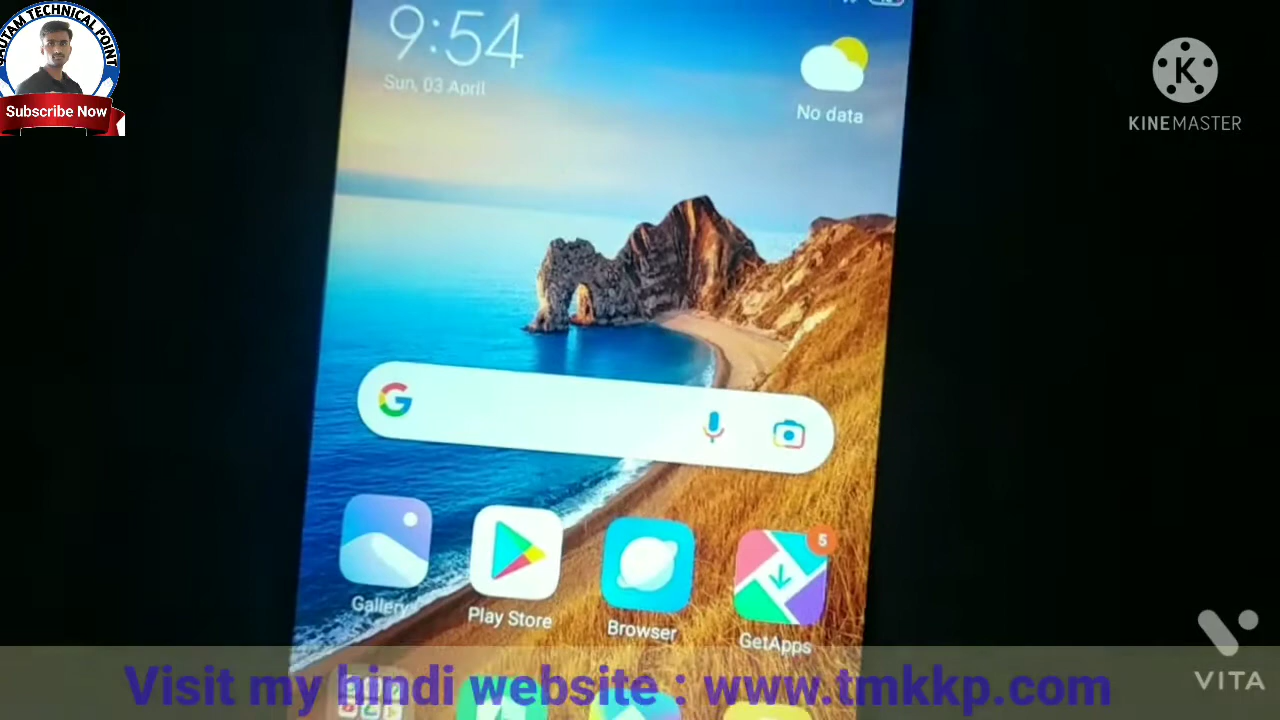 GAUTAM TECHNICAL POINT
Subscribe Now
9:54
Sun, 03 April
No data
K
KINEMASTER
G
5
Gallery
Play Store
Browser
GetApps
VITA
Visit my hindi website : www.tmkkp.com